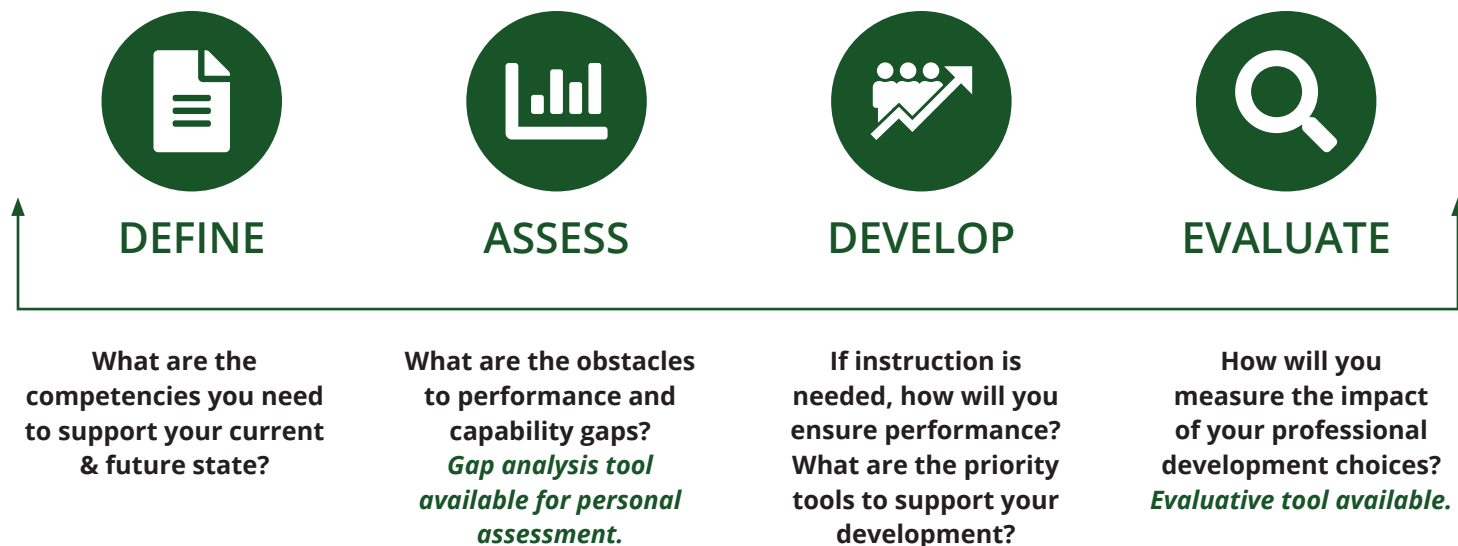 DEFINE
What are the
competencies you need
to support your current
& future state?
ASSESS
What are the obstacles
to performance and
capability gaps?
Gap analysis tool
available for personal
assessment.
DEVELOP
If instruction is
needed, how will you
ensure performance?
What are the priority
tools to support your
development?
EVALUATE
How will you
measure the impact
of your professional
development choices?
Evaluative tool available.